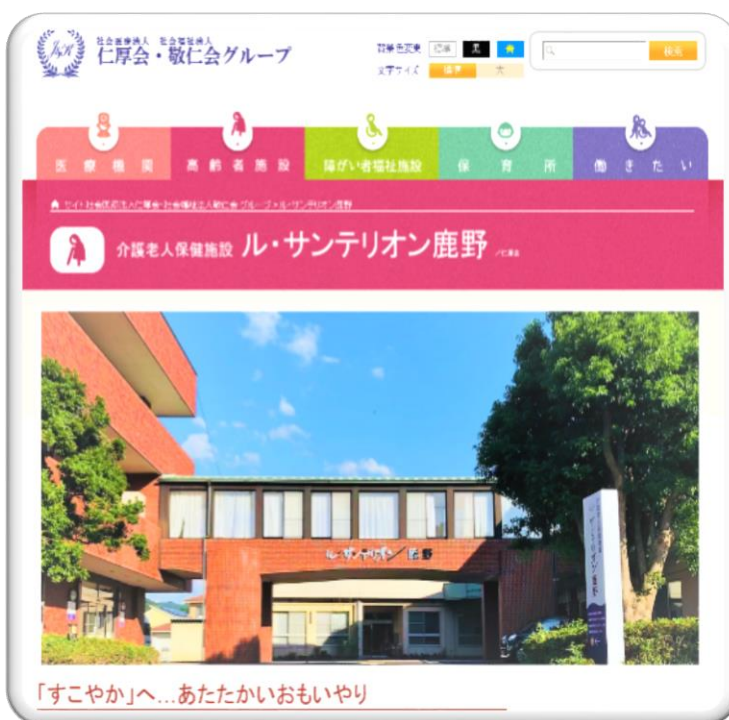 社会医療法人 社会福祉法人
仁厚会・敬仁会グループ
背景色変更 標準 黒 青
文字サイズ 標準 大
検索
医療機関
高齢者施設
障がい者福祉施設
保育所
働きたい
介護老人保健施設 ル・サンテリオン鹿野 /仁厚会
ル・サンテリオン鹿野
「すこやか」へ…あたたかいおもいやり